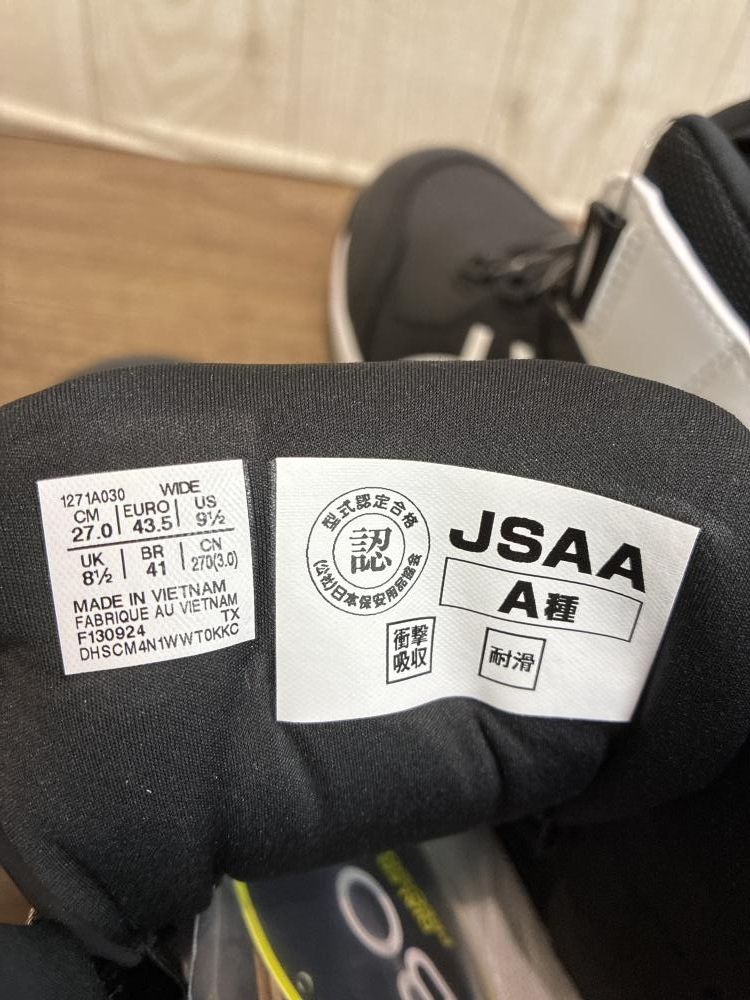 1271A030 WIDE
CM EURO US
27.0 43.5 9½
UK BR CN
8½ 41 270(3.0)
MADE IN VIETNAM
FABRIQUE AU VIETNAM
TX
F130924
DHSCM4N1WWT0KKC
型式認定合格
認
(公社)日本保安用品協会
JSAA
A種
衝撃
吸収
耐滑
BO